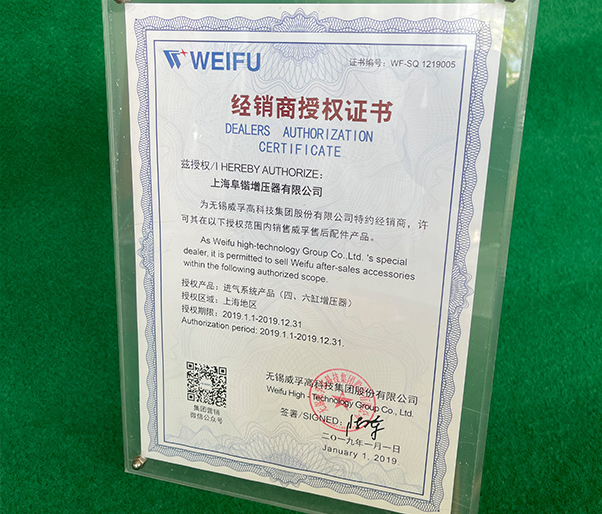 WEIFU
证书编号：WF-SQ 1219005
经销商授权证书
DEALERS AUTHORIZATION
CERTIFICATE
兹授权/I HEREBY AUTHORIZE：
上海阜锴增压器有限公司
为无锡威孚高科技集团股份有限公司特约经销商，许
可其在以下授权范围内销售威孚售后配件产品。
As Weifu high-technology Group Co.,Ltd. 's special
dealer, it is permitted to sell Weifu after-sales accessories
within the following authorized scope.
授权产品：进气系统产品（四、六缸增压器）
授权区域：上海地区
授权期限：2019.1.1-2019.12.31
Authorization period: 2019.1.1-2019.12.31.
集团营销
微信公众号
无锡威孚高科技集团股份有限公司
Weifu High - Technology Group Co., Ltd.
签署/SIGNED:
二〇一九年一月一日
January 1, 2019